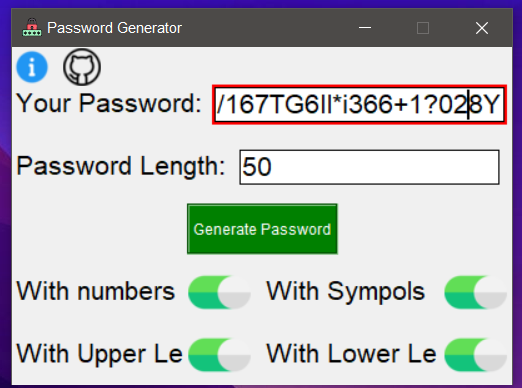 Password Generator
Your Password: /167TG6Il*i366+1?028Y
Password Length: 50
Generate Password
With numbers With Sympols
With Upper Le With Lower Le